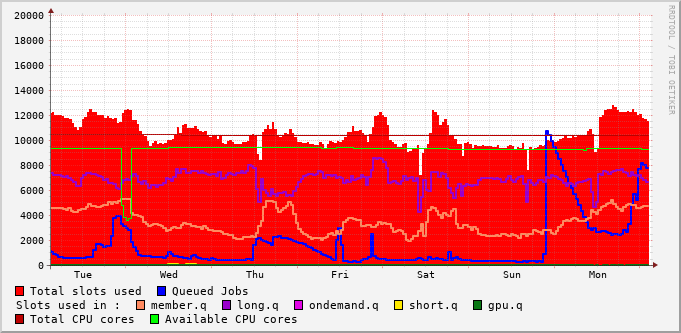 20000
18000
16000
14000
12000
10000
8000
6000
4000
2000
0
Tue Wed Thu Fri Sat Sun Mon
Total slots used Queued Jobs
Slots used in : member.q long.q ondemand.q short.q gpu.q
Total CPU cores Available CPU cores
RRDTOOL / TOBI OETIKER